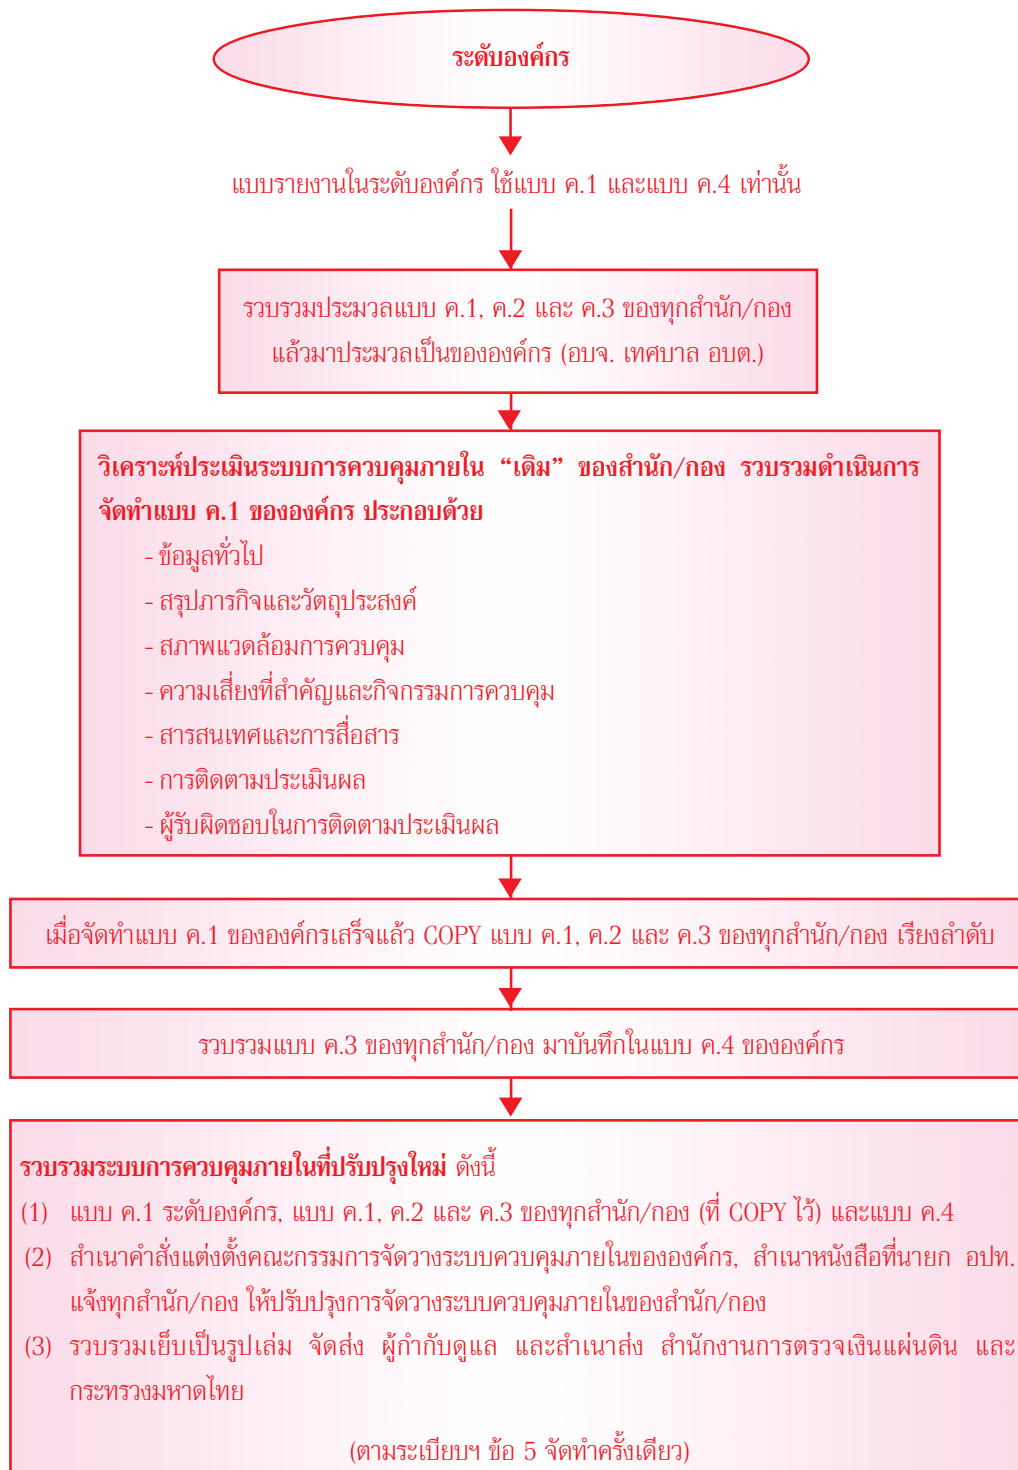 ระดับองค์กร
แบบรายงานในระดับองค์กร ใช้แบบ ค.1 และแบบ ค.4 เท่านั้น
รวบรวมประมวลแบบ ค.1, ค.2 และ ค.3 ของทุกสำนัก/กอง
แล้วมาประมวลเป็นขององค์กร (อบจ. เทศบาล อบต.)
วิเคราะห์ประเมินระบบการควบคุมภายใน “เดิม” ของสำนัก/กอง รวบรวมดำเนินการ
จัดทำแบบ ค.1 ขององค์กร ประกอบด้วย
- ข้อมูลทั่วไป
- สรุปภารกิจและวัตถุประสงค์
- สภาพแวดล้อมการควบคุม
- ความเสี่ยงที่สำคัญและกิจกรรมการควบคุม
- สารสนเทศและการสื่อสาร
- การติดตามประเมินผล
- ผู้รับผิดชอบในการติดตามประเมินผล
เมื่อจัดทำแบบ ค.1 ขององค์กรเสร็จแล้ว COPY แบบ ค.1, ค.2 และ ค.3 ของทุกสำนัก/กอง เรียงลำดับ
รวบรวมแบบ ค.3 ของทุกสำนัก/กอง มาบันทึกในแบบ ค.4 ขององค์กร
รวบรวมระบบการควบคุมภายในที่ปรับปรุงใหม่ ดังนี้
(1) แบบ ค.1 ระดับองค์กร, แบบ ค.1, ค.2 และ ค.3 ของทุกสำนัก/กอง (ที่ COPY ไว้) และแบบ ค.4
(2) สำเนาคำสั่งแต่งตั้งคณะกรรมการจัดวางระบบควบคุมภายในขององค์กร, สำเนาหนังสือที่นายก อปท.
แจ้งทุกสำนัก/กอง ให้ปรับปรุงการจัดวางระบบควบคุมภายในของสำนัก/กอง
(3) รวบรวมเย็บเป็นรูปเล่ม จัดส่ง ผู้กำกับดูแล และสำเนาส่ง สำนักงานการตรวจเงินแผ่นดิน และ
กระทรวงมหาดไทย
(ตามระเบียบฯ ข้อ 5 จัดทำครั้งเดียว)